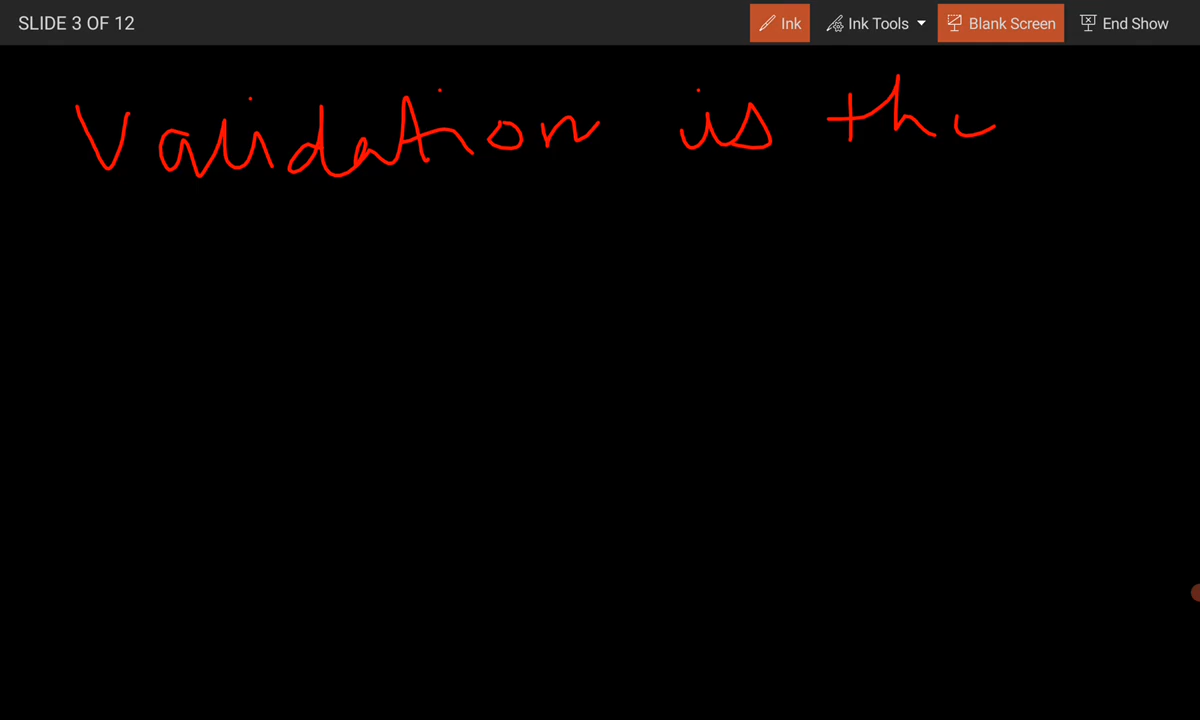 SLIDE 3 OF 12 Ink Ink Tools Blank Screen End Show
Validation is the